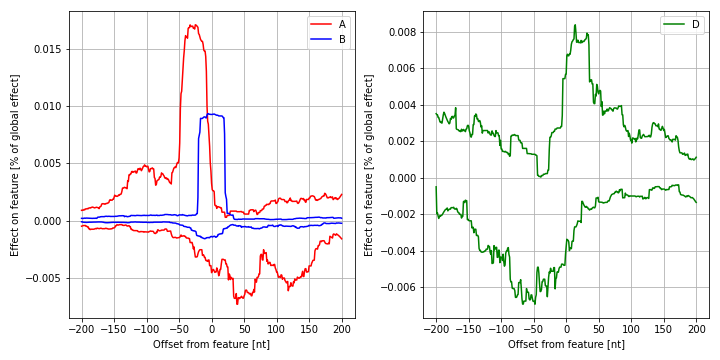 Effect on feature [% of global effect]
0.015
0.010
0.005
0.000
−0.005
−200 −150 −100 −50 0 50 100 150 200
Offset from feature [nt]
A
B
Effect on feature [% of global effect]
0.008
0.006
0.004
0.002
0.000
−0.002
−0.004
−0.006
−200 −150 −100 −50 0 50 100 150 200
Offset from feature [nt]
D